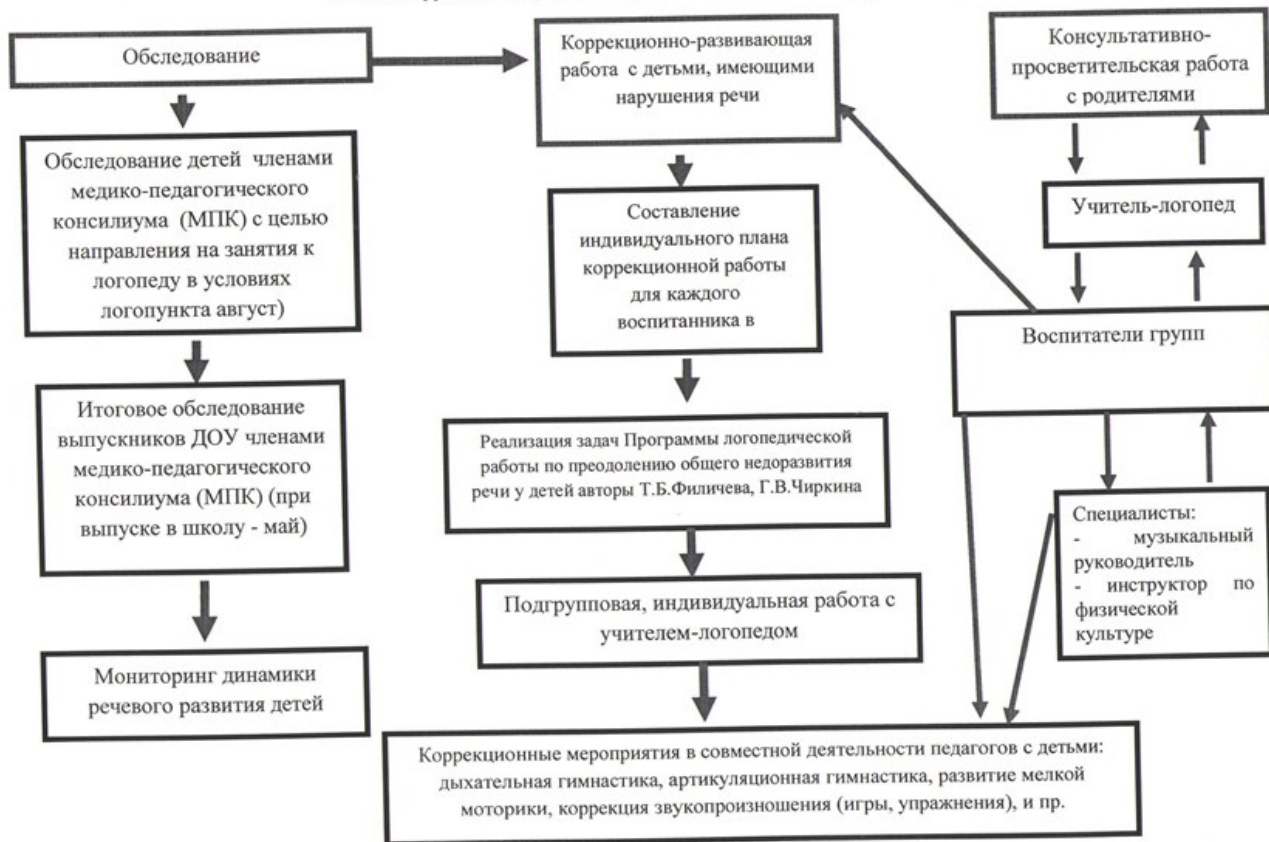 Обследование
Обследование детей членами
медико-педагогического
консилиума (МПК) с целью
направления на занятия к
логопеду в условиях
логопункта август)
Итоговое обследование
выпускников ДОУ членами
медико-педагогического
консилиума (МПК) (при
выпуске в школу - май)
Мониторинг динамики
речевого развития детей
Коррекционно-развивающая
работа с детьми, имеющими
нарушения речи
Составление
индивидуального плана
коррекционной работы
для каждого
воспитанника в
Реализация задач Программы логопедической
работы по преодолению общего недоразвития
речи у детей авторы Т.Б.Филичева, Г.В.Чиркина
Подгрупповая, индивидуальная работа с
учителем-логопедом
Коррекционные мероприятия в совместной деятельности педагогов с детьми:
дыхательная гимнастика, артикуляционная гимнастика, развитие мелкой
моторики, коррекция звукопроизношения (игры, упражнения), и пр.
Консультативно-
просветительская работа
с родителями
Учитель-логопед
Воспитатели групп
Специалисты:
- музыкальный
руководитель
- инструктор по
физической
культуре